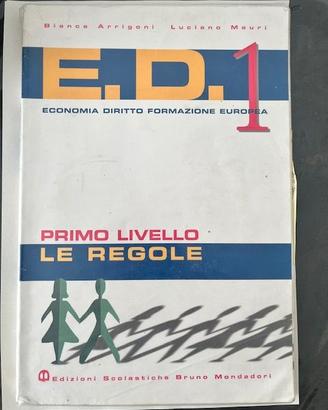 Bianca Arrigoni Luciano Mauri
E.D.1
ECONOMIA DIRITTO FORMAZIONE EUROPEA
PRIMO LIVELLO
LE REGOLE
Edizioni Scolastiche Bruno Mondadori